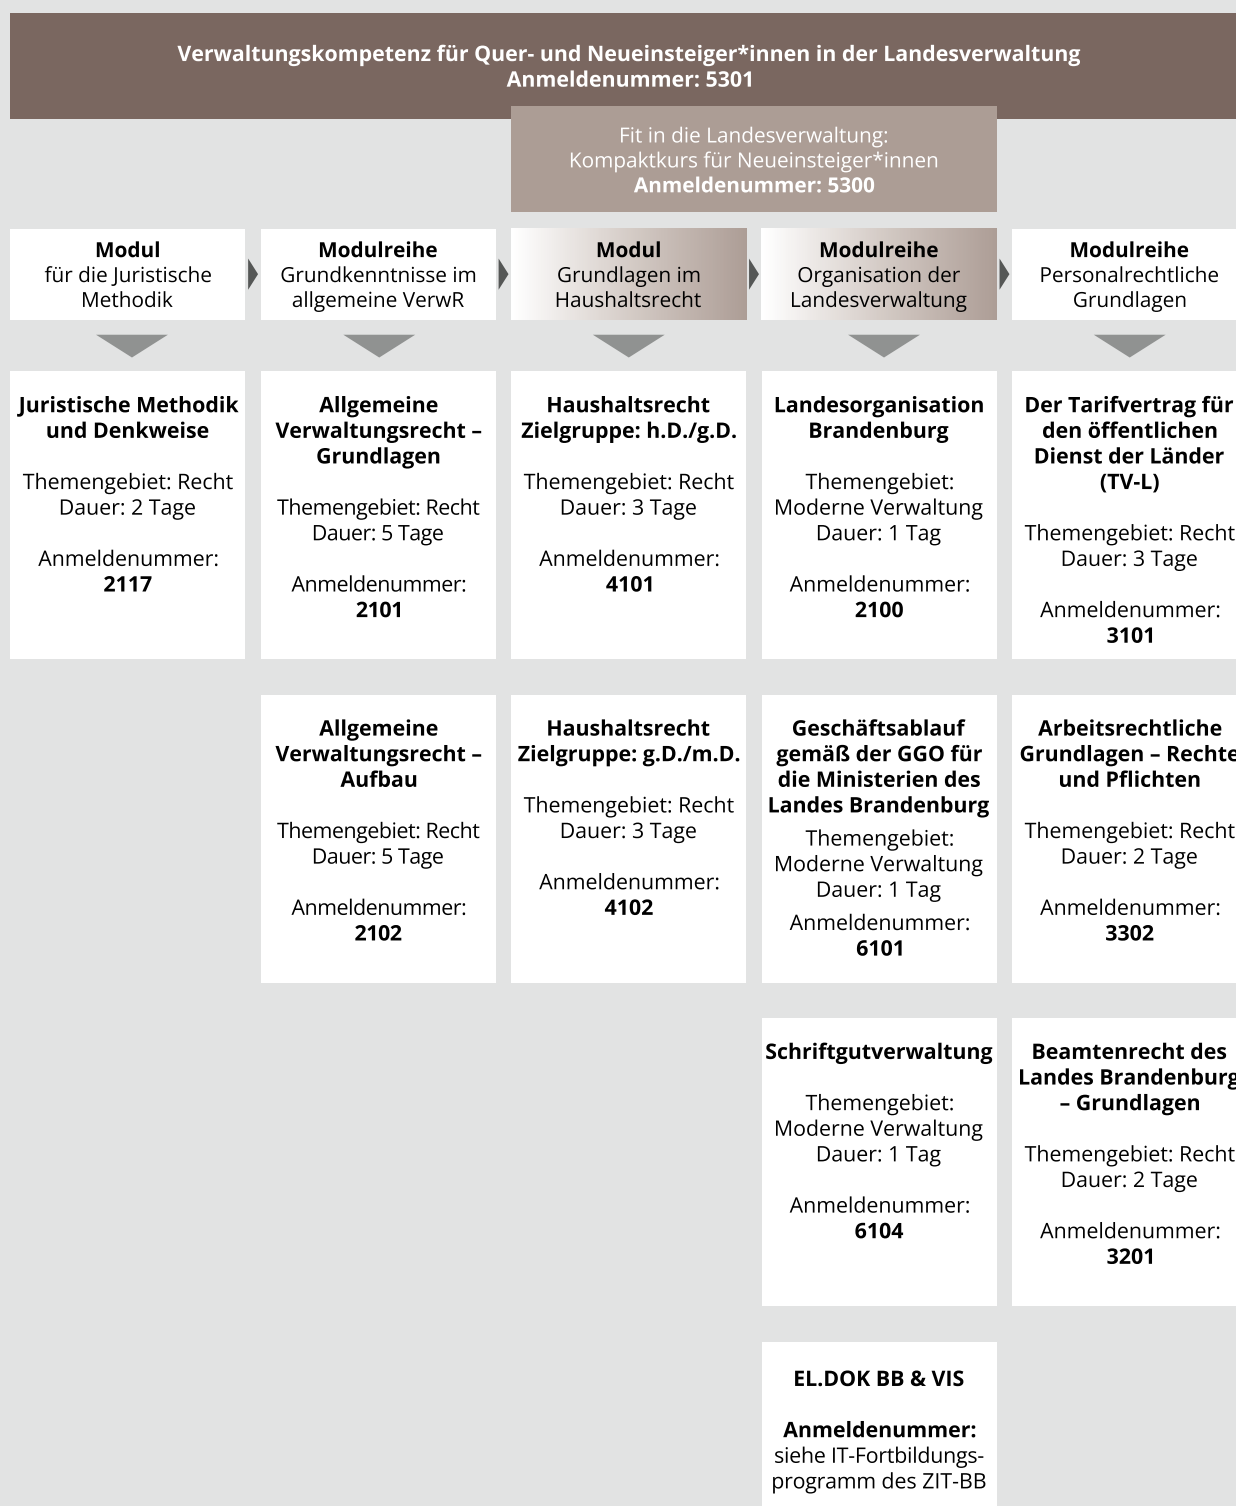 Verwaltungskompetenz für Quer- und Neueinsteiger*innen in der Landesverwaltung
Anmeldenummer: 5301
Fit in die Landesverwaltung:
Kompaktkurs für Neueinsteiger*innen
Anmeldenummer: 5300
Modul
für die Juristische
Methodik
Modulreihe
Grundkenntnisse im
allgemeine VerwR
Modul
Grundlagen im
Haushaltsrecht
Modulreihe
Organisation der
Landesverwaltung
Modulreihe
Personalrechtliche
Grundlagen
Juristische Methodik
und Denkweise
Themengebiet: Recht
Dauer: 2 Tage
Anmeldenummer:
2117
Allgemeine
Verwaltungsrecht –
Grundlagen
Themengebiet: Recht
Dauer: 5 Tage
Anmeldenummer:
2101
Haushaltsrecht
Zielgruppe: h.D./g.D.
Themengebiet: Recht
Dauer: 3 Tage
Anmeldenummer:
4101
Landesorganisation
Brandenburg
Themengebiet:
Moderne Verwaltung
Dauer: 1 Tag
Anmeldenummer:
2100
Der Tarifvertrag für
den öffentlichen
Dienst der Länder
(TV-L)
Themengebiet: Recht
Dauer: 3 Tage
Anmeldenummer:
3101
Allgemeine
Verwaltungsrecht –
Aufbau
Themengebiet: Recht
Dauer: 5 Tage
Anmeldenummer:
2102
Haushaltsrecht
Zielgruppe: g.D./m.D.
Themengebiet: Recht
Dauer: 3 Tage
Anmeldenummer:
4102
Geschäftsablauf
gemäß der GGO für
die Ministerien des
Landes Brandenburg
Themengebiet:
Moderne Verwaltung
Dauer: 1 Tag
Anmeldenummer:
6101
Arbeitsrechtliche
Grundlagen – Rechte
und Pflichten
Themengebiet: Recht
Dauer: 2 Tage
Anmeldenummer:
3302
Schriftgutverwaltung
Themengebiet:
Moderne Verwaltung
Dauer: 1 Tag
Anmeldenummer:
6104
Beamtenrecht des
Landes Brandenburg
– Grundlagen
Themengebiet: Recht
Dauer: 2 Tage
Anmeldenummer:
3201
EL.DOK BB & VIS
Anmeldenummer:
siehe IT-Fortbildungs-
programm des ZIT-BB